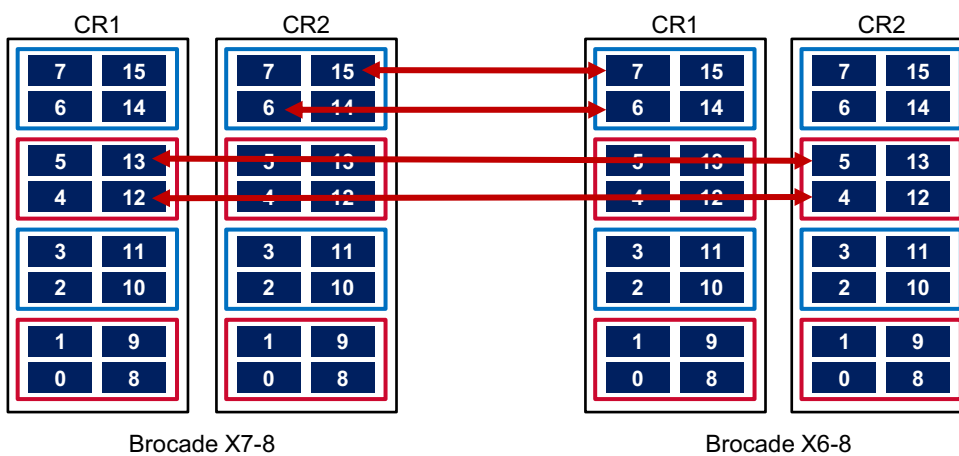 CR1 CR2 CR1 CR2
7 15 7 15 7 15 7 15
6 14 6 14 6 14 6 14
5 13 5 13 5 13 5 13
4 12 4 12 4 12 4 12
3 11 3 11 3 11 3 11
2 10 2 10 2 10 2 10
1 9 1 9 1 9 1 9
0 8 0 8 0 8 0 8
Brocade X7-8 Brocade X6-8